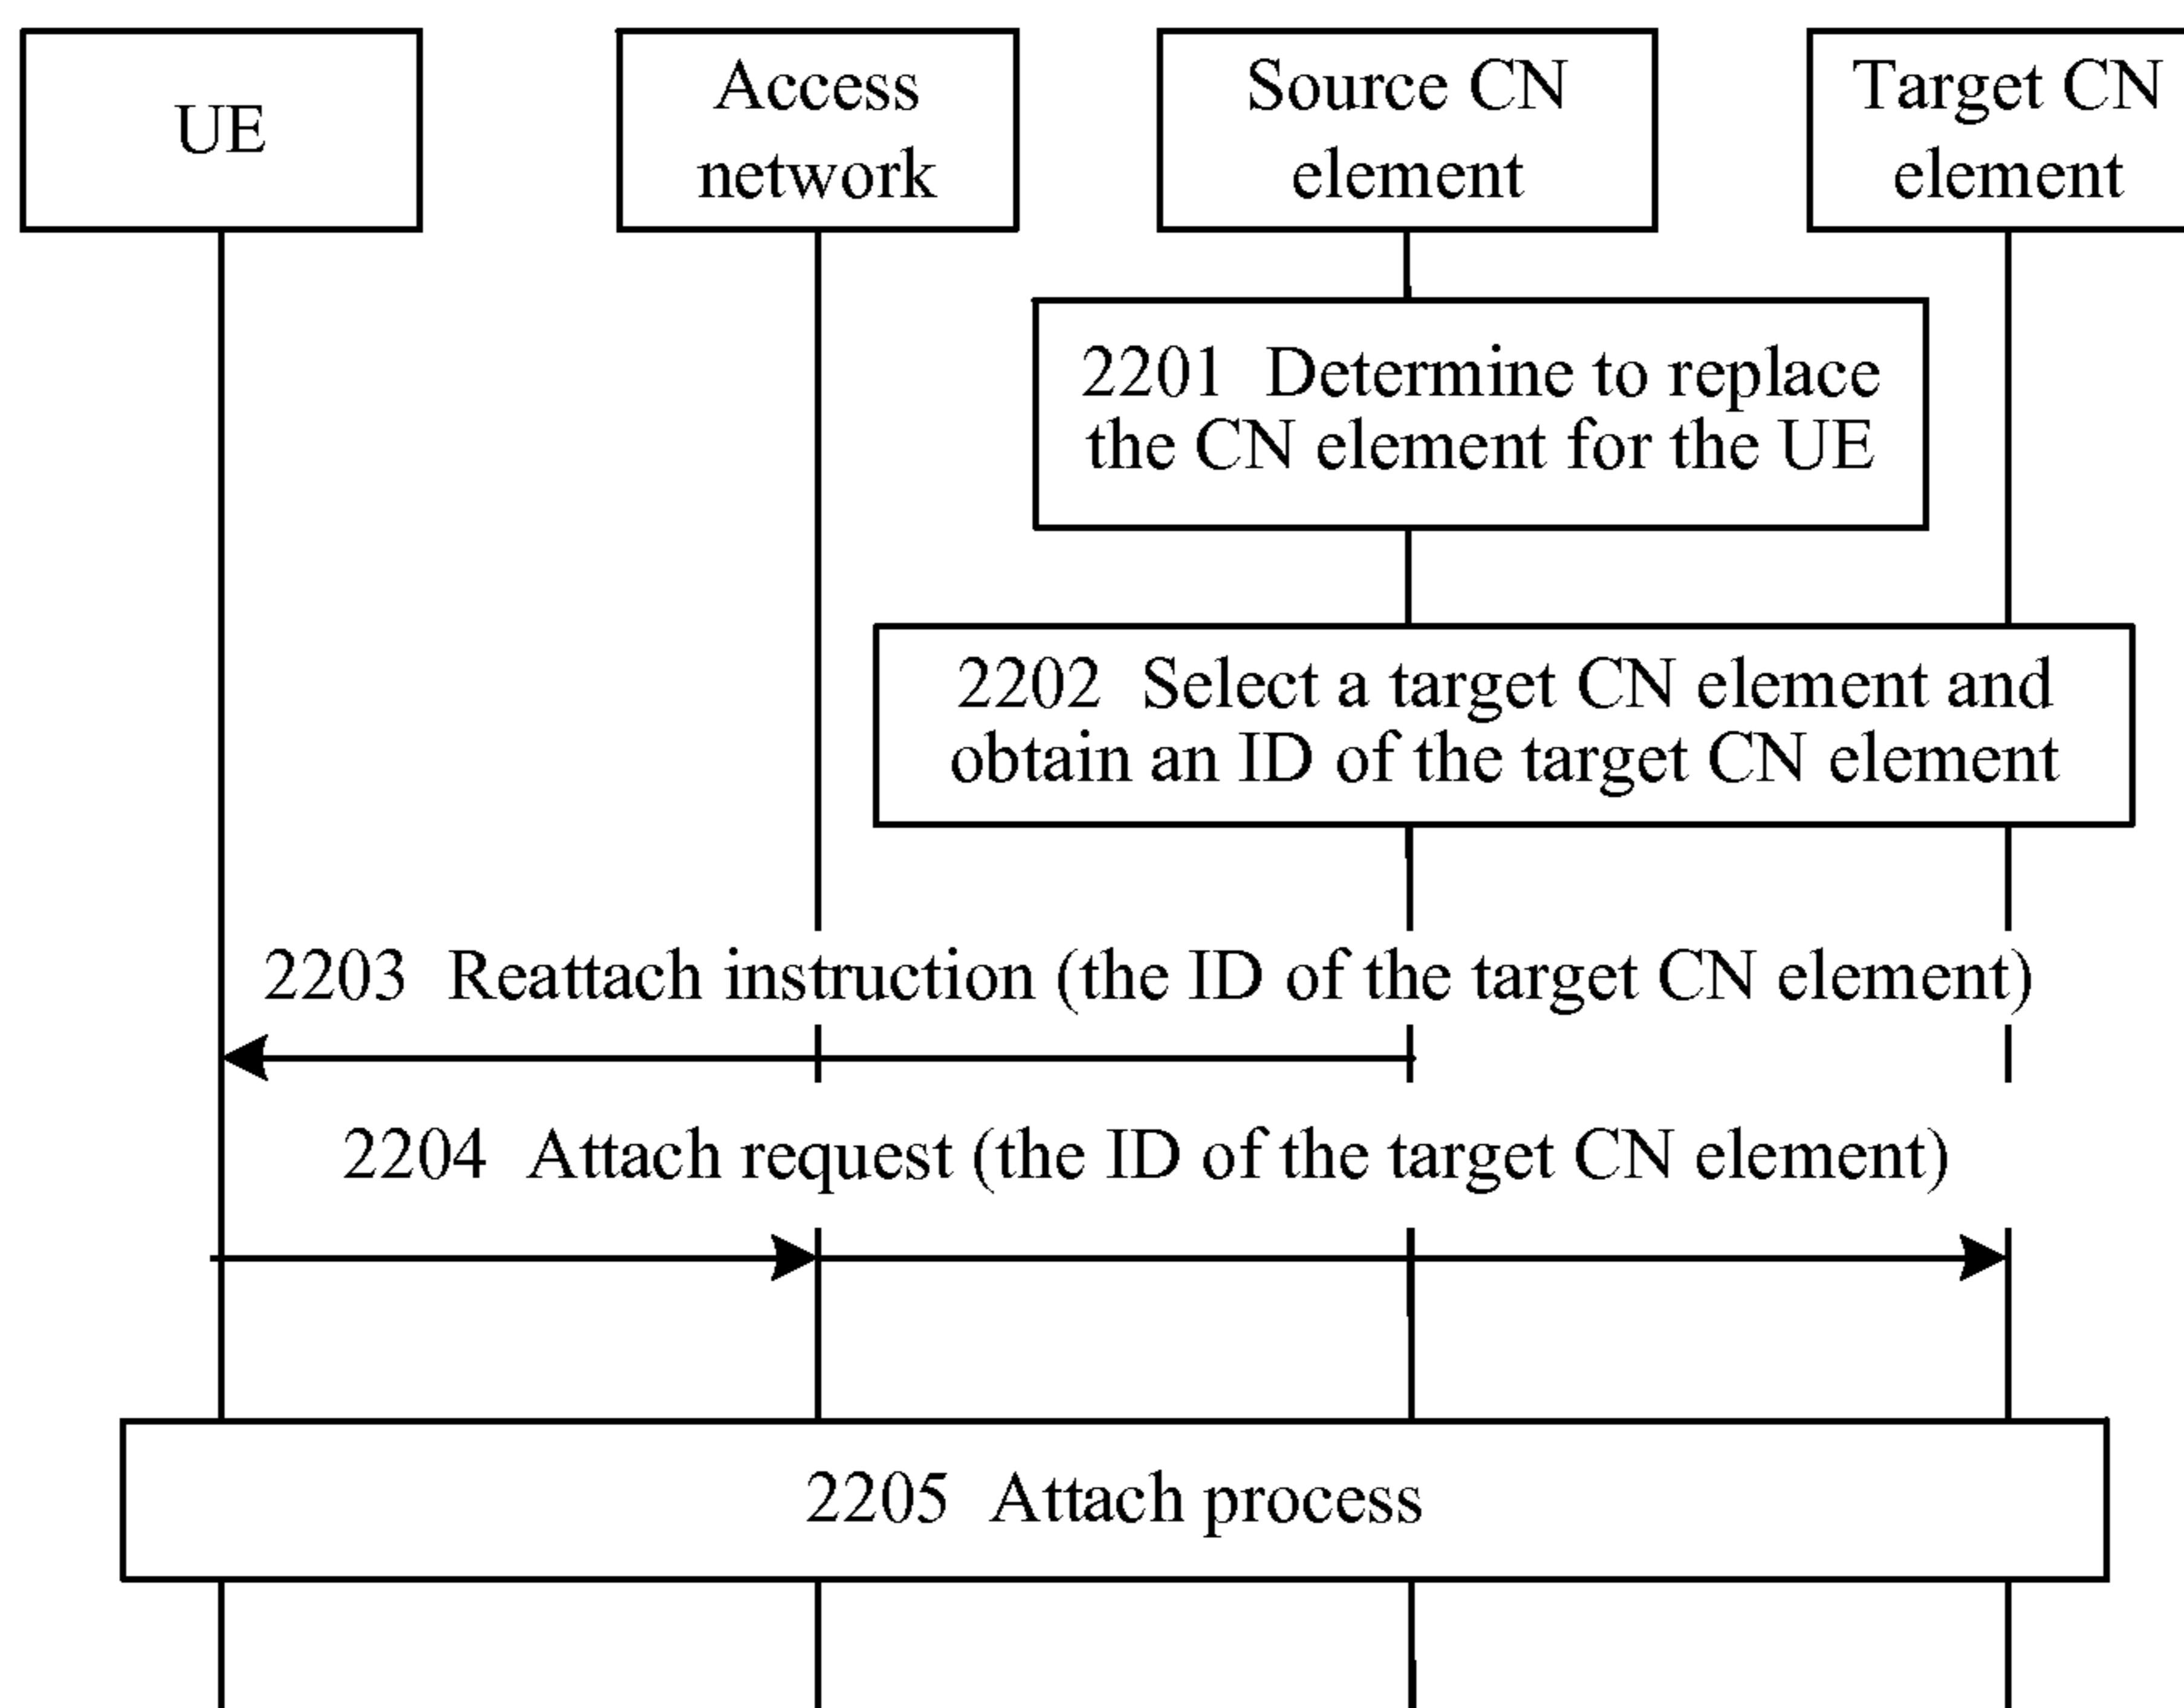 UE
Access
network
Source CN
element
Target CN
element
2201 Determine to replace
the CN element for the UE
2202 Select a target CN element and
obtain an ID of the target CN element
2203 Reattach instruction (the ID of the target CN element)
2204 Attach request (the ID of the target CN element)
2205 Attach process